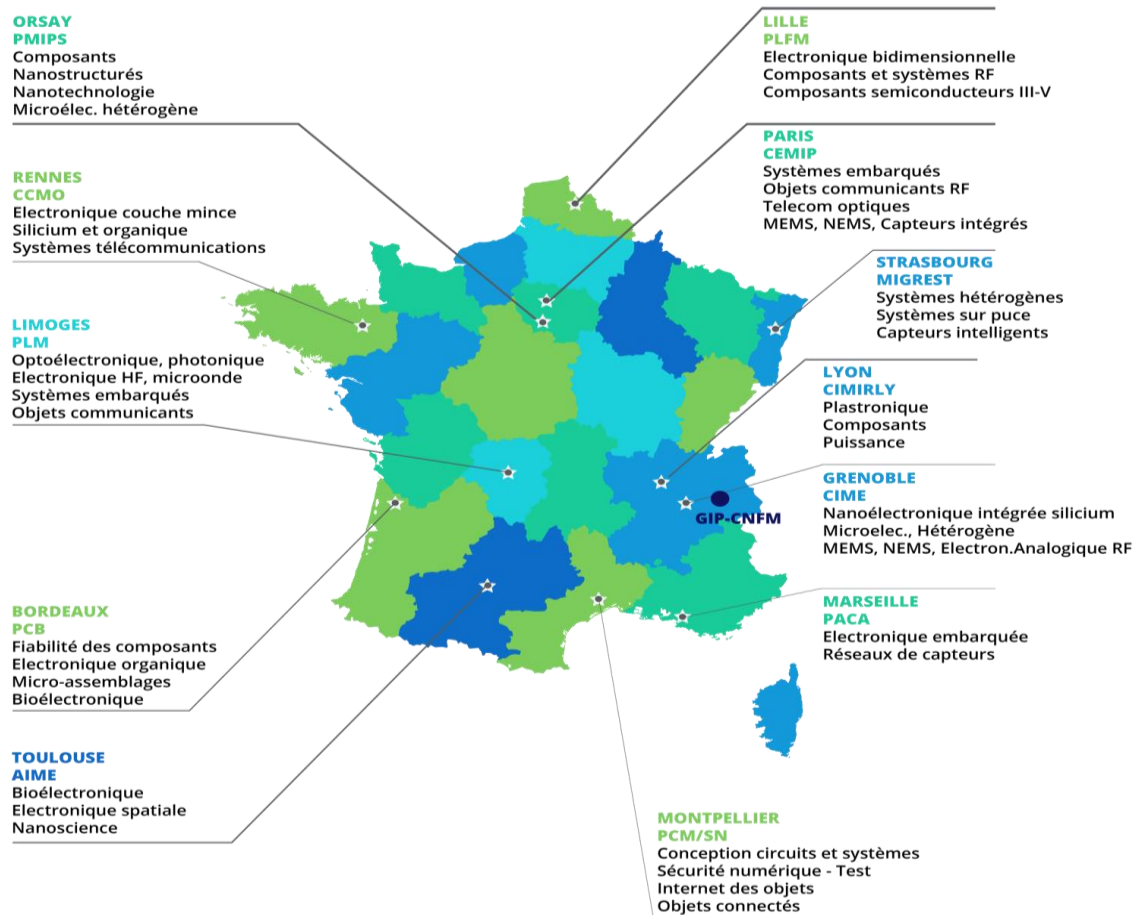 ORSAY
PMIPS
Composants
Nanostructurés
Nanotechnologie
Microélec. hétérogène
LILLE
PLFM
Electronique bidimensionnelle
Composants et systèmes RF
Composants semiconducteurs III-V
PARIS
CEMIP
Systèmes embarqués
Objets communicants RF
Telecom optiques
MEMS, NEMS, Capteurs intégrés
RENNES
CCMO
Electronique couche mince
Silicium et organique
Systèmes télécommunications
STRASBOURG
MIGREST
Systèmes hétérogènes
Systèmes sur puce
Capteurs intelligents
LIMOGES
PLM
Optoélectronique, photonique
Electronique HF, microonde
Systèmes embarqués
Objets communicants
LYON
CIMIRLY
Plastronique
Composants
Puissance
GRENOBLE
CIME
Nanoélectronique intégrée silicium
Microelec., Hétérogène
MEMS, NEMS, Electron.Analogique RF
GIP-CNFM
BORDEAUX
PCB
Fiabilité des composants
Electronique organique
Micro-assemblages
Bioélectronique
MARSEILLE
PACA
Electronique embarquée
Réseaux de capteurs
TOULOUSE
AIME
Bioélectronique
Electronique spatiale
Nanoscience
MONTPELLIER
PCM/SN
Conception circuits et systèmes
Sécurité numérique - Test
Internet des objets
Objets connectés